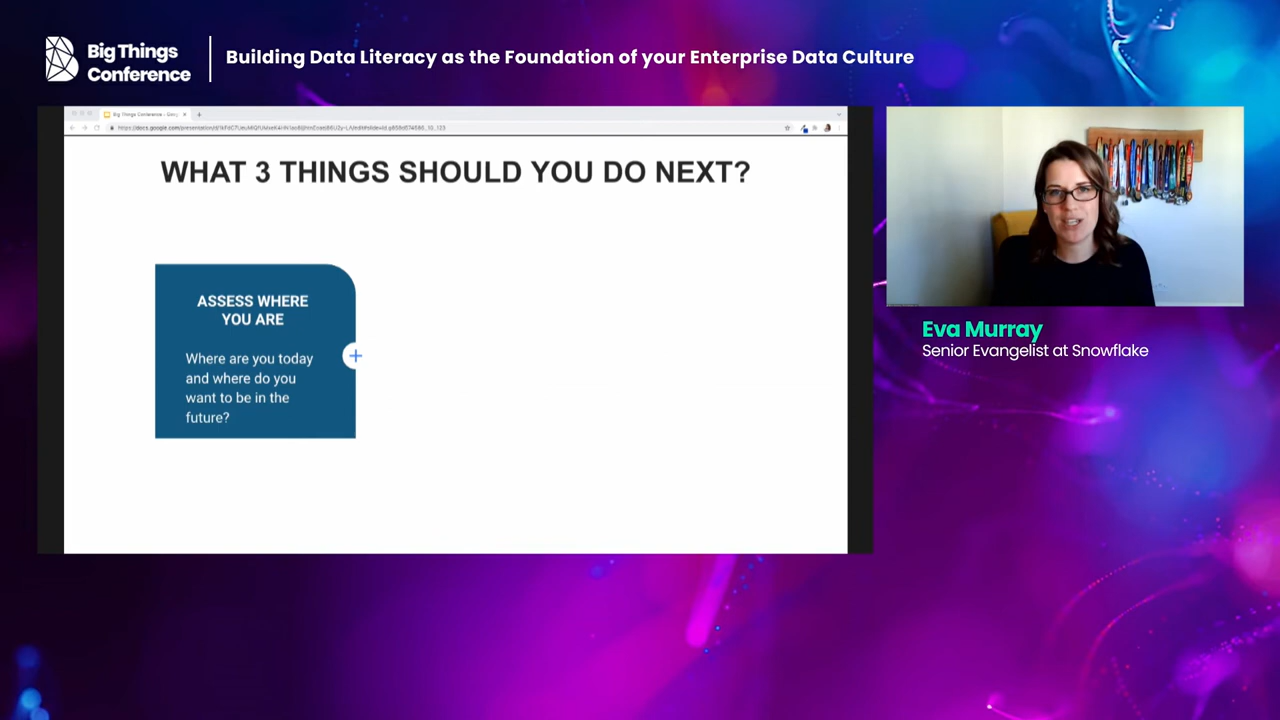 Big Things
Conference
Building Data Literacy as the Foundation of your Enterprise Data Culture
WHAT 3 THINGS SHOULD YOU DO NEXT?
ASSESS WHERE
YOU ARE
Where are you today
and where do you
want to be in the
future?
Eva Murray
Senior Evangelist at Snowflake